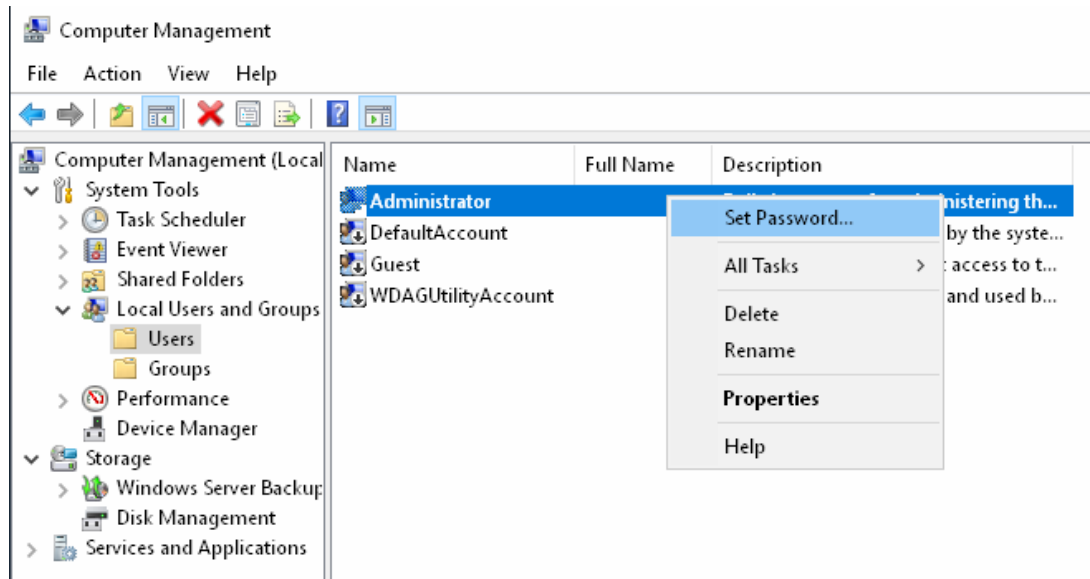 Computer Management
File Action View Help
Computer Management (Local
System Tools
Task Scheduler
Event Viewer
Shared Folders
Local Users and Groups
Users
Groups
Performance
Device Manager
Storage
Windows Server Backup
Disk Management
Services and Applications
Name Full Name Description
Administrator nistering th...
DefaultAccount by the syste...
Guest access to t...
WDAGUtilityAccount and used b...
Set Password...
All Tasks
Delete
Rename
Properties
Help